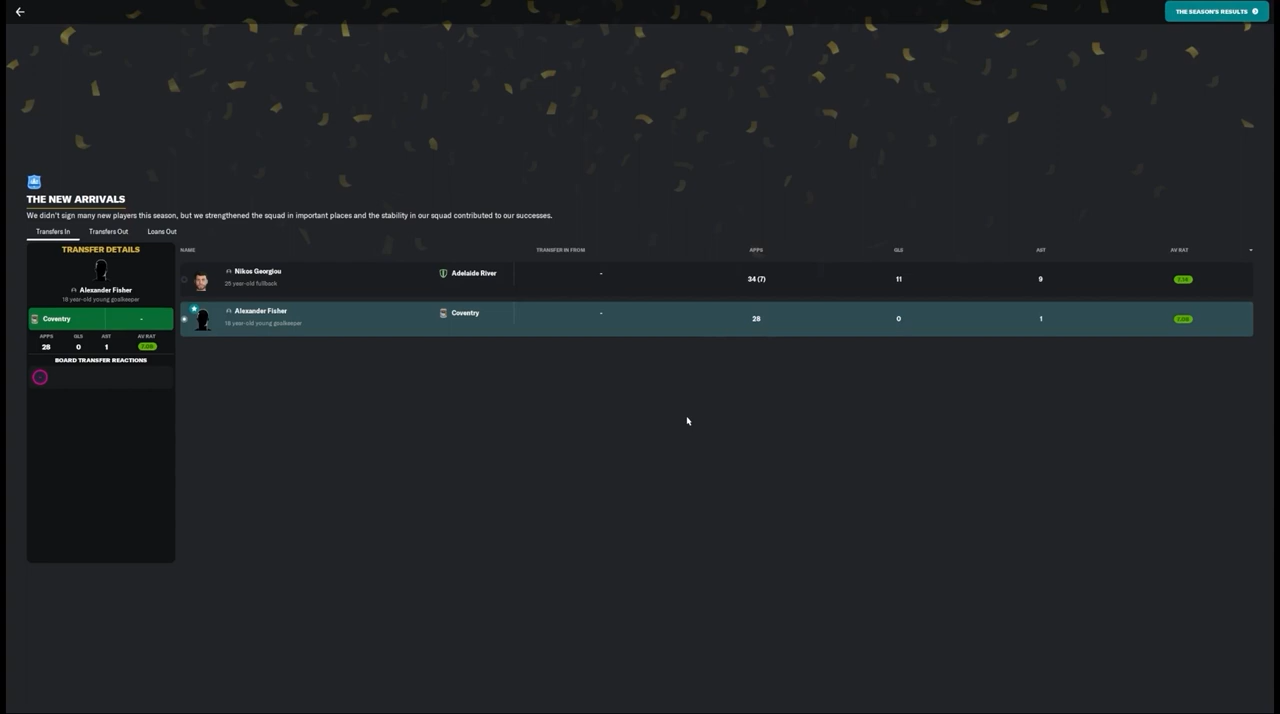 THE SEASON'S RESULTS
THE NEW ARRIVALS
We didn't sign many new players this season, but we strengthened the squad in important places and the stability in our squad contributed to our successes.
Transfers In Transfers Out Loans Out
TRANSFER DETAILS
Alexander Fisher
18 year-old young goalkeeper
Coventry -
APPS GLS AST AV RAT
28 0 1 7.08
BOARD TRANSFER REACTIONS
NAME TRANSFER IN FROM APPS GLS AST AV RAT
Nikos Georgiou Adelaide River - 34 (7) 11 9 7.14
fullback
Alexander Fisher Coventry - 28 0 1 7.08
18 year-old young goalkeeper